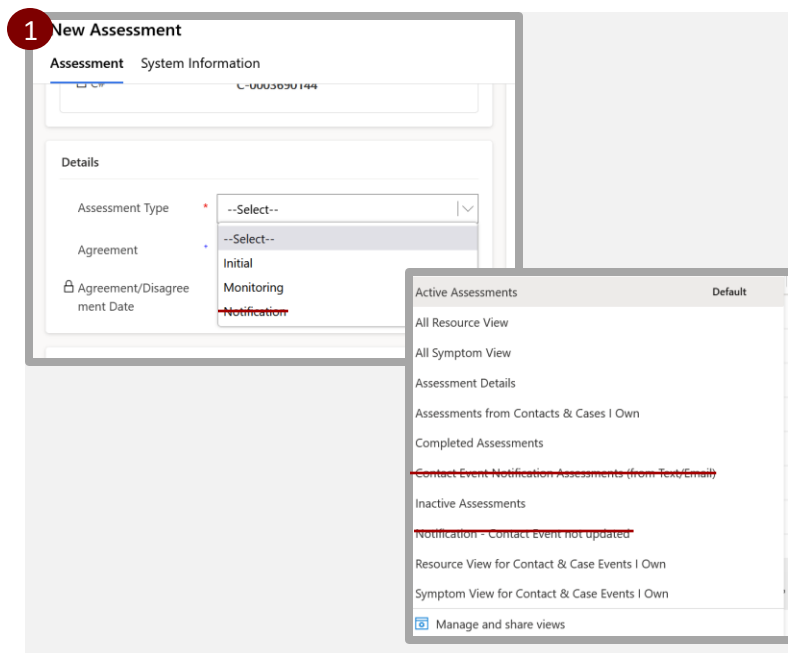 1
New Assessment
Assessment System Information
C#
C-0003690144
Details
Assessment Type * --Select--
--Select--
Agreement
Initial
Agreement/Disagree
ment Date
Monitoring
Notification
Active Assessments Default
All Resource View
All Symptom View
Assessment Details
Assessments from Contacts & Cases I Own
Completed Assessments
Contact Event Notification Assessments (from Text/Email)
Inactive Assessments
Notification - Contact Event not updated
Resource View for Contact & Case Events I Own
Symptom View for Contact & Case Events I Own
Manage and share views